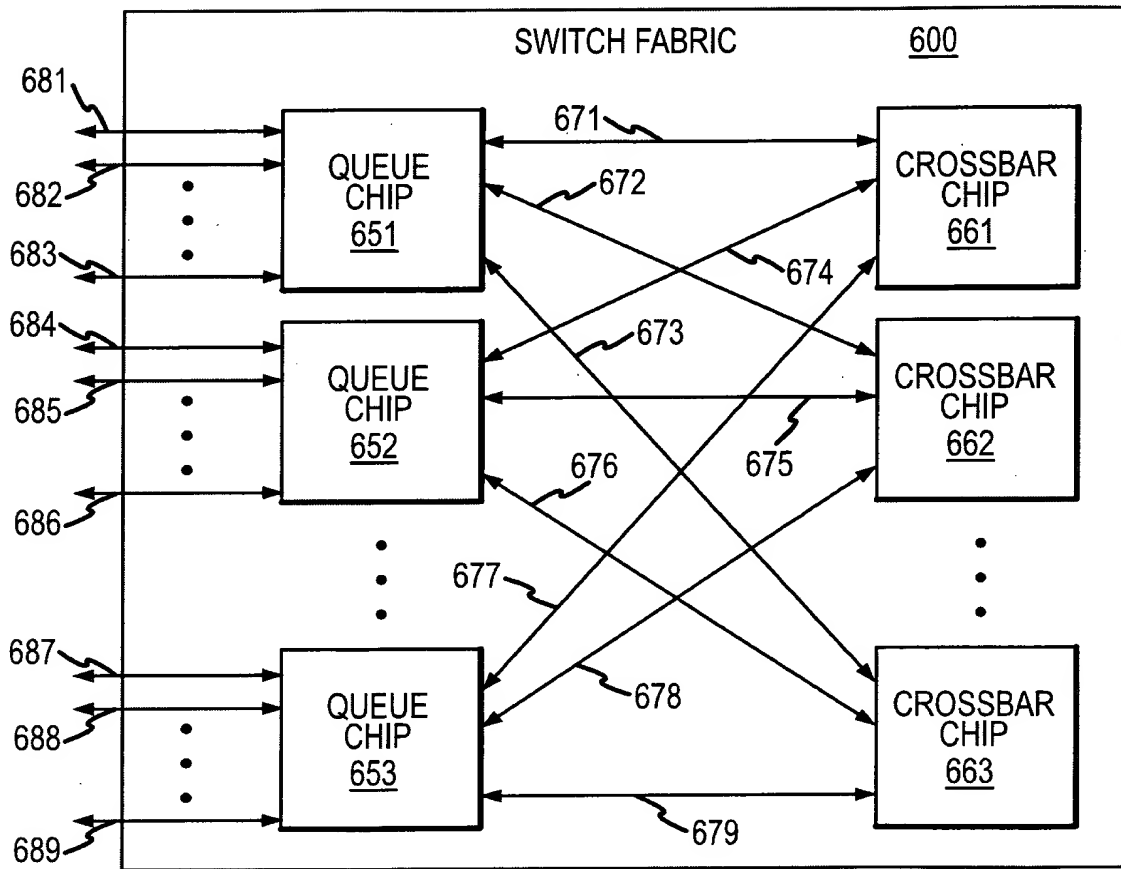 SWITCH FABRIC 600
681
682
683
684
685
686
687
688
689
QUEUE
CHIP
651
QUEUE
CHIP
652
QUEUE
CHIP
653
671
672
674
673
675
676
677
678
679
CROSSBAR
CHIP
661
CROSSBAR
CHIP
662
CROSSBAR
CHIP
663